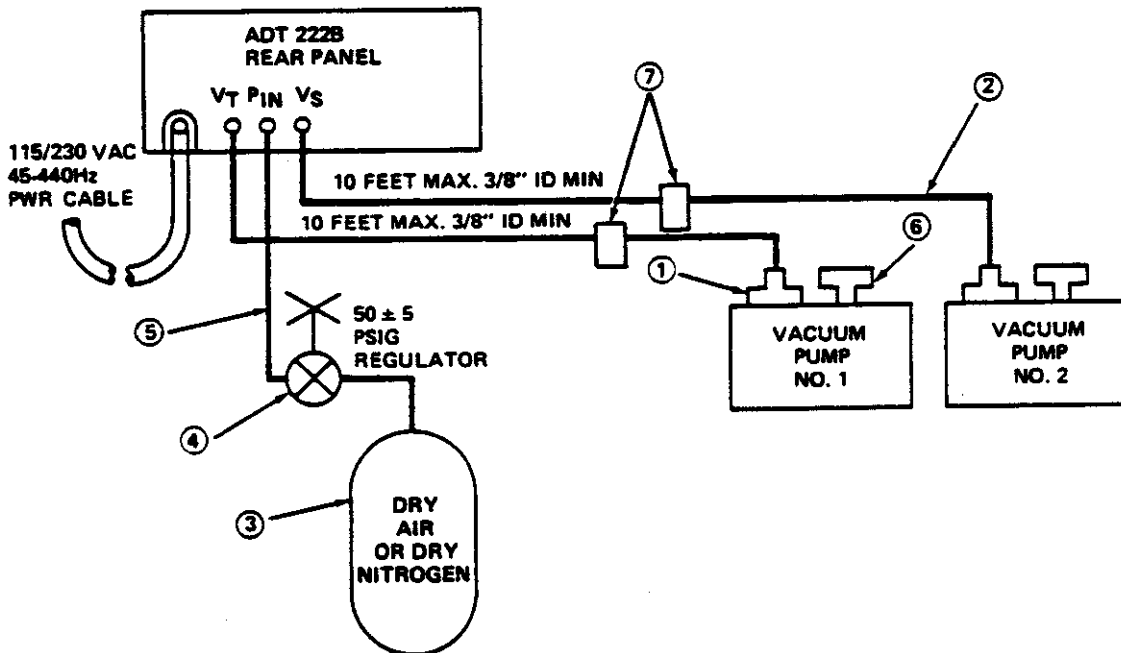 ADT 222B
REAR PANEL
VT PIN VS
115/230 VAC
45-440Hz
PWR CABLE
10 FEET MAX. 3/8" ID MIN
10 FEET MAX. 3/8" ID MIN
7
2
6
1
5
50 ± 5
PSIG
REGULATOR
VACUUM
PUMP
NO. 1
VACUUM
PUMP
NO. 2
4
3
DRY
AIR
OR DRY
NITROGEN